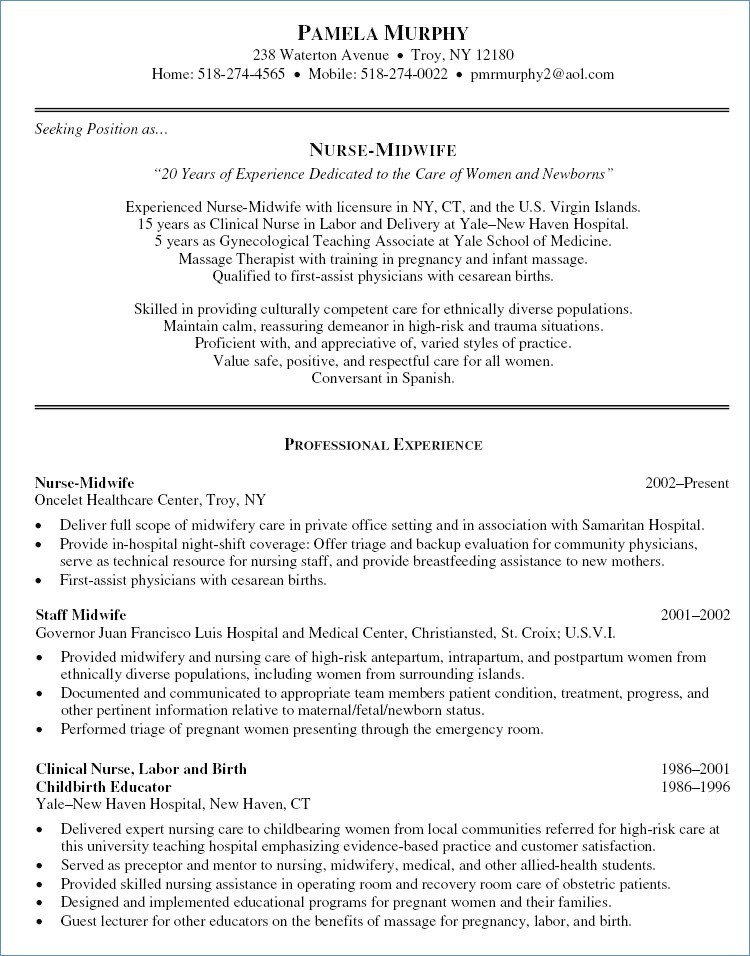 PAMELA MURPHY
238 Waterton Avenue • Troy, NY 12180
Home: 518-274-4565 • Mobile: 518-274-0022 • pmrmurphy2@aol.com
Seeking Position as…
NURSE-MIDWIFE
“20 Years of Experience Dedicated to the Care of Women and Newborns”
Experienced Nurse-Midwife with licensure in NY, CT, and the U.S. Virgin Islands.
15 years as Clinical Nurse in Labor and Delivery at Yale–New Haven Hospital.
5 years as Gynecological Teaching Associate at Yale School of Medicine.
Massage Therapist with training in pregnancy and infant massage.
Qualified to first-assist physicians with cesarean births.
Skilled in providing culturally competent care for ethnically diverse populations.
Maintain calm, reassuring demeanor in high-risk and trauma situations.
Proficient with, and appreciative of, varied styles of practice.
Value safe, positive, and respectful care for all women.
Conversant in Spanish.
PROFESSIONAL EXPERIENCE
Nurse-Midwife 2002–Present
Oncelet Healthcare Center, Troy, NY
• Deliver full scope of midwifery care in private office setting and in association with Samaritan Hospital.
• Provide in-hospital night-shift coverage: Offer triage and backup evaluation for community physicians,
serve as technical resource for nursing staff, and provide breastfeeding assistance to new mothers.
• First-assist physicians with cesarean births.
Staff Midwife 2001–2002
Governor Juan Francisco Luis Hospital and Medical Center, Christiansted, St. Croix; U.S.V.I.
• Provided midwifery and nursing care of high-risk antepartum, intrapartum, and postpartum women from
ethnically diverse populations, including women from surrounding islands.
• Documented and communicated to appropriate team members patient condition, treatment, progress, and
other pertinent information relative to maternal/fetal/newborn status.
• Performed triage of pregnant women presenting through the emergency room.
Clinical Nurse, Labor and Birth 1986–2001
Childbirth Educator 1986–1996
Yale–New Haven Hospital, New Haven, CT
• Delivered expert nursing care to childbearing women from local communities referred for high-risk care at
this university teaching hospital emphasizing evidence-based practice and customer satisfaction.
• Served as preceptor and mentor to nursing, midwifery, medical, and other allied-health students.
• Provided skilled nursing assistance in operating room and recovery room care of obstetric patients.
• Designed and implemented educational programs for pregnant women and their families.
• Guest lecturer for other educators on the benefits of massage for pregnancy, labor, and birth.